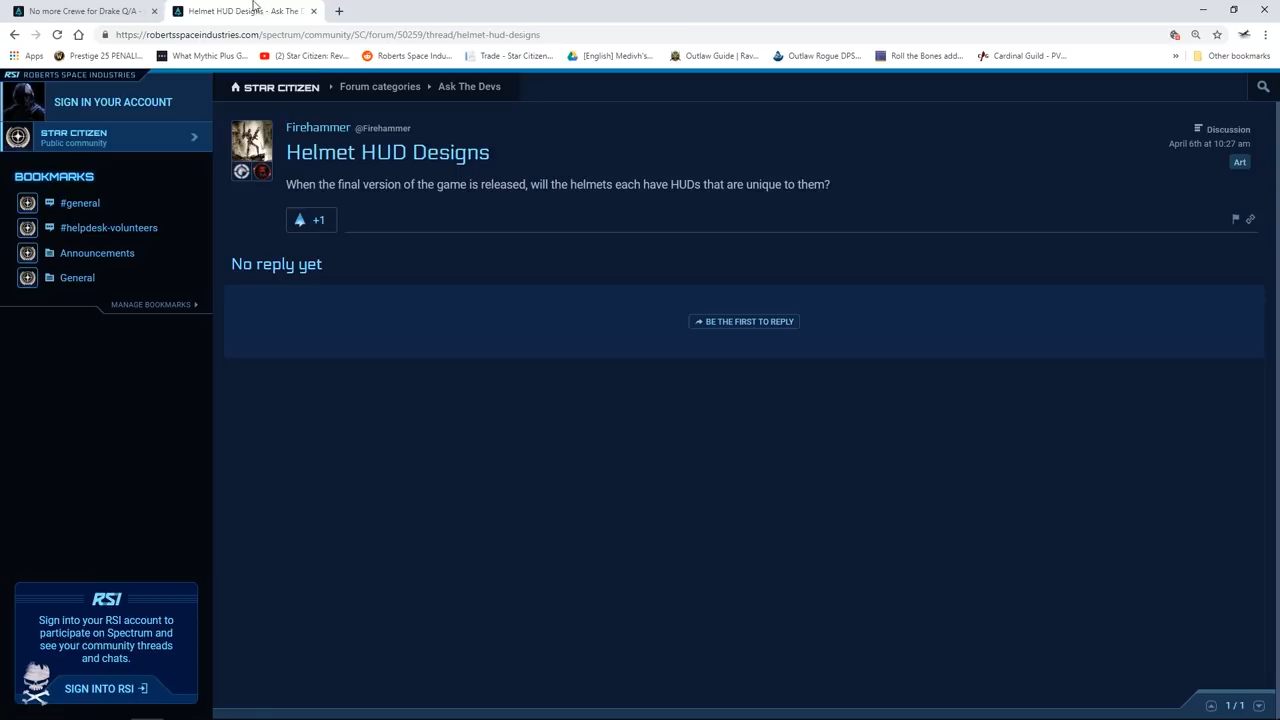 No more Crewe for Drake Q/A -
Helmet HUD Designs - Ask The D
https://robertsspaceindustries.com/spectrum/community/SC/forum/50259/thread/helmet-hud-designs
Apps
Prestige 25 PENALI...
What Mythic Plus G...
(2) Star Citizen: Rev...
Roberts Space Indu...
Trade - Star Citizen...
[English] Medivh's...
Outlaw Guide | Rav...
Outlaw Rogue DPS...
Roll the Bones add...
Cardinal Guild - PV...
»
Other bookmarks
RSI ROBERTS SPACE INDUSTRIES
SIGN IN YOUR ACCOUNT
STAR CITIZEN
Public community
BOOKMARKS
#general
#helpdesk-volunteers
Announcements
General
MANAGE BOOKMARKS
STAR CITIZEN
Forum categories
Ask The Devs
Firehammer @Firehammer
Helmet HUD Designs
When the final version of the game is released, will the helmets each have HUDs that are unique to them?
Discussion
April 6th at 10:27 am
Art
+1
No reply yet
BE THE FIRST TO REPLY
RSI
Sign into your RSI account to
participate on Spectrum and
see your community threads
and chats.
SIGN INTO RSI
1 / 1